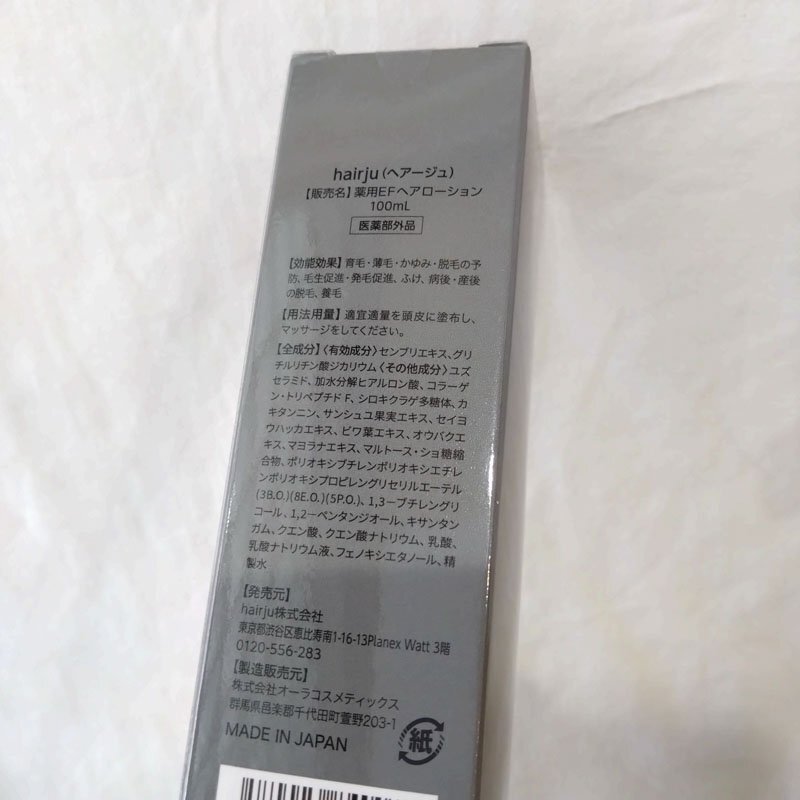 hairju（ヘアージュ）
【販売名】薬用EFヘアローション
100mL
医薬部外品
【効能効果】育毛・薄毛・かゆみ・脱毛の予
防、毛生促進・発毛促進、ふけ、病後・産後
の脱毛、養毛
【用法用量】適宜適量を頭皮に塗布し、
マッサージをしてください。
【全成分】〈有効成分〉センブリエキス、グリ
チルリチン酸ジカリウム〈その他成分〉ユズ
セラミド、加水分解ヒアルロン酸、コラーゲ
ン・トリペプチド F、シロキクラゲ多糖体、カ
キタンニン、サンシュユ果実エキス、セイヨ
ウハッカエキス、ビワ葉エキス、オウバクエ
キス、マヨラナエキス、マルトース・ショ糖縮
合物、ポリオキシブチレンポリオキシエチレ
ンポリオキシプロピレングリセリルエーテル
(3B.O.)(8E.O.)(5P.O.)、1,3－ブチレングリ
コール、1,2－ペンタンジオール、キサンタン
ガム、クエン酸、クエン酸ナトリウム、乳酸、
乳酸ナトリウム液、フェノキシエタノール、精
製水
【発売元】
hairju株式会社
東京都渋谷区恵比寿南1-16-13Planex Watt 3階
0120-556-283
【製造販売元】
株式会社オーラコスメティックス
群馬県邑楽郡千代田町萱野203-1
MADE IN JAPAN
紙